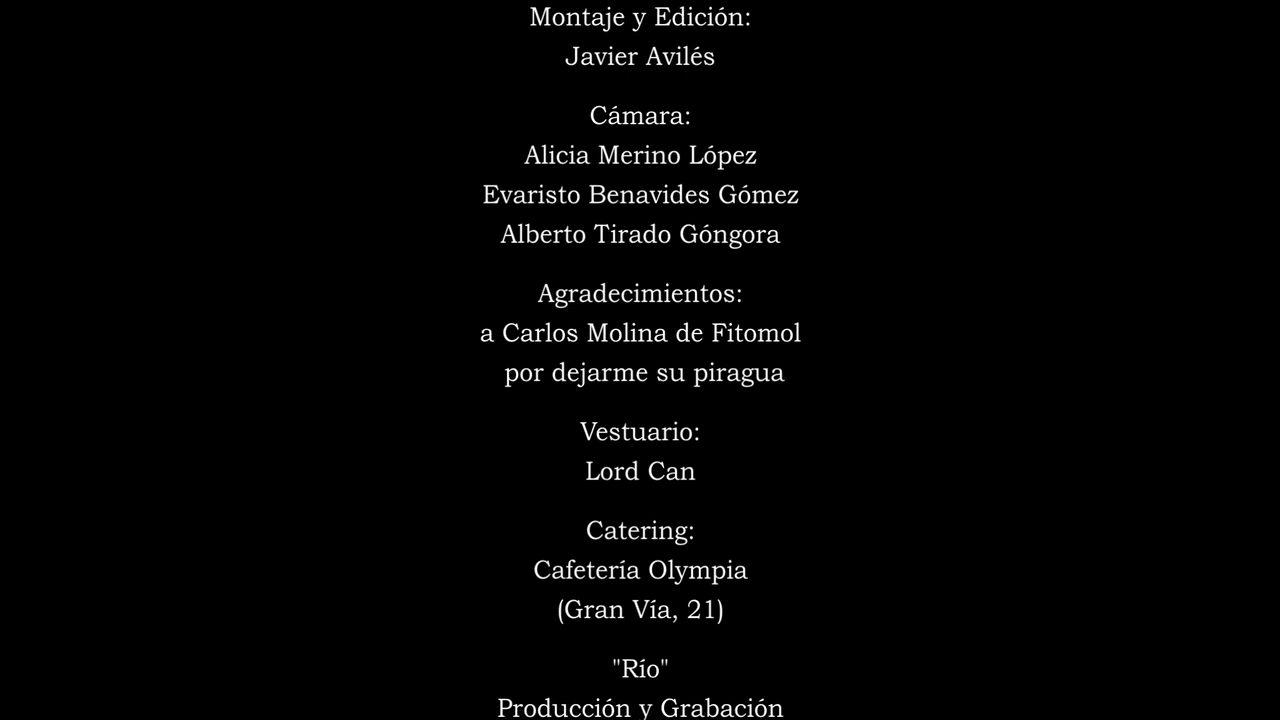 Montaje y Edición:
Javier Avilés
Cámara:
Alicia Merino López
Evaristo Benavides Gómez
Alberto Tirado Góngora
Agradecimientos:
a Carlos Molina de Fitomol
por dejarme su piragua
Vestuario:
Lord Can
Catering:
Cafetería Olympia
(Gran Vía, 21)
"Río"
Producción y Grabación